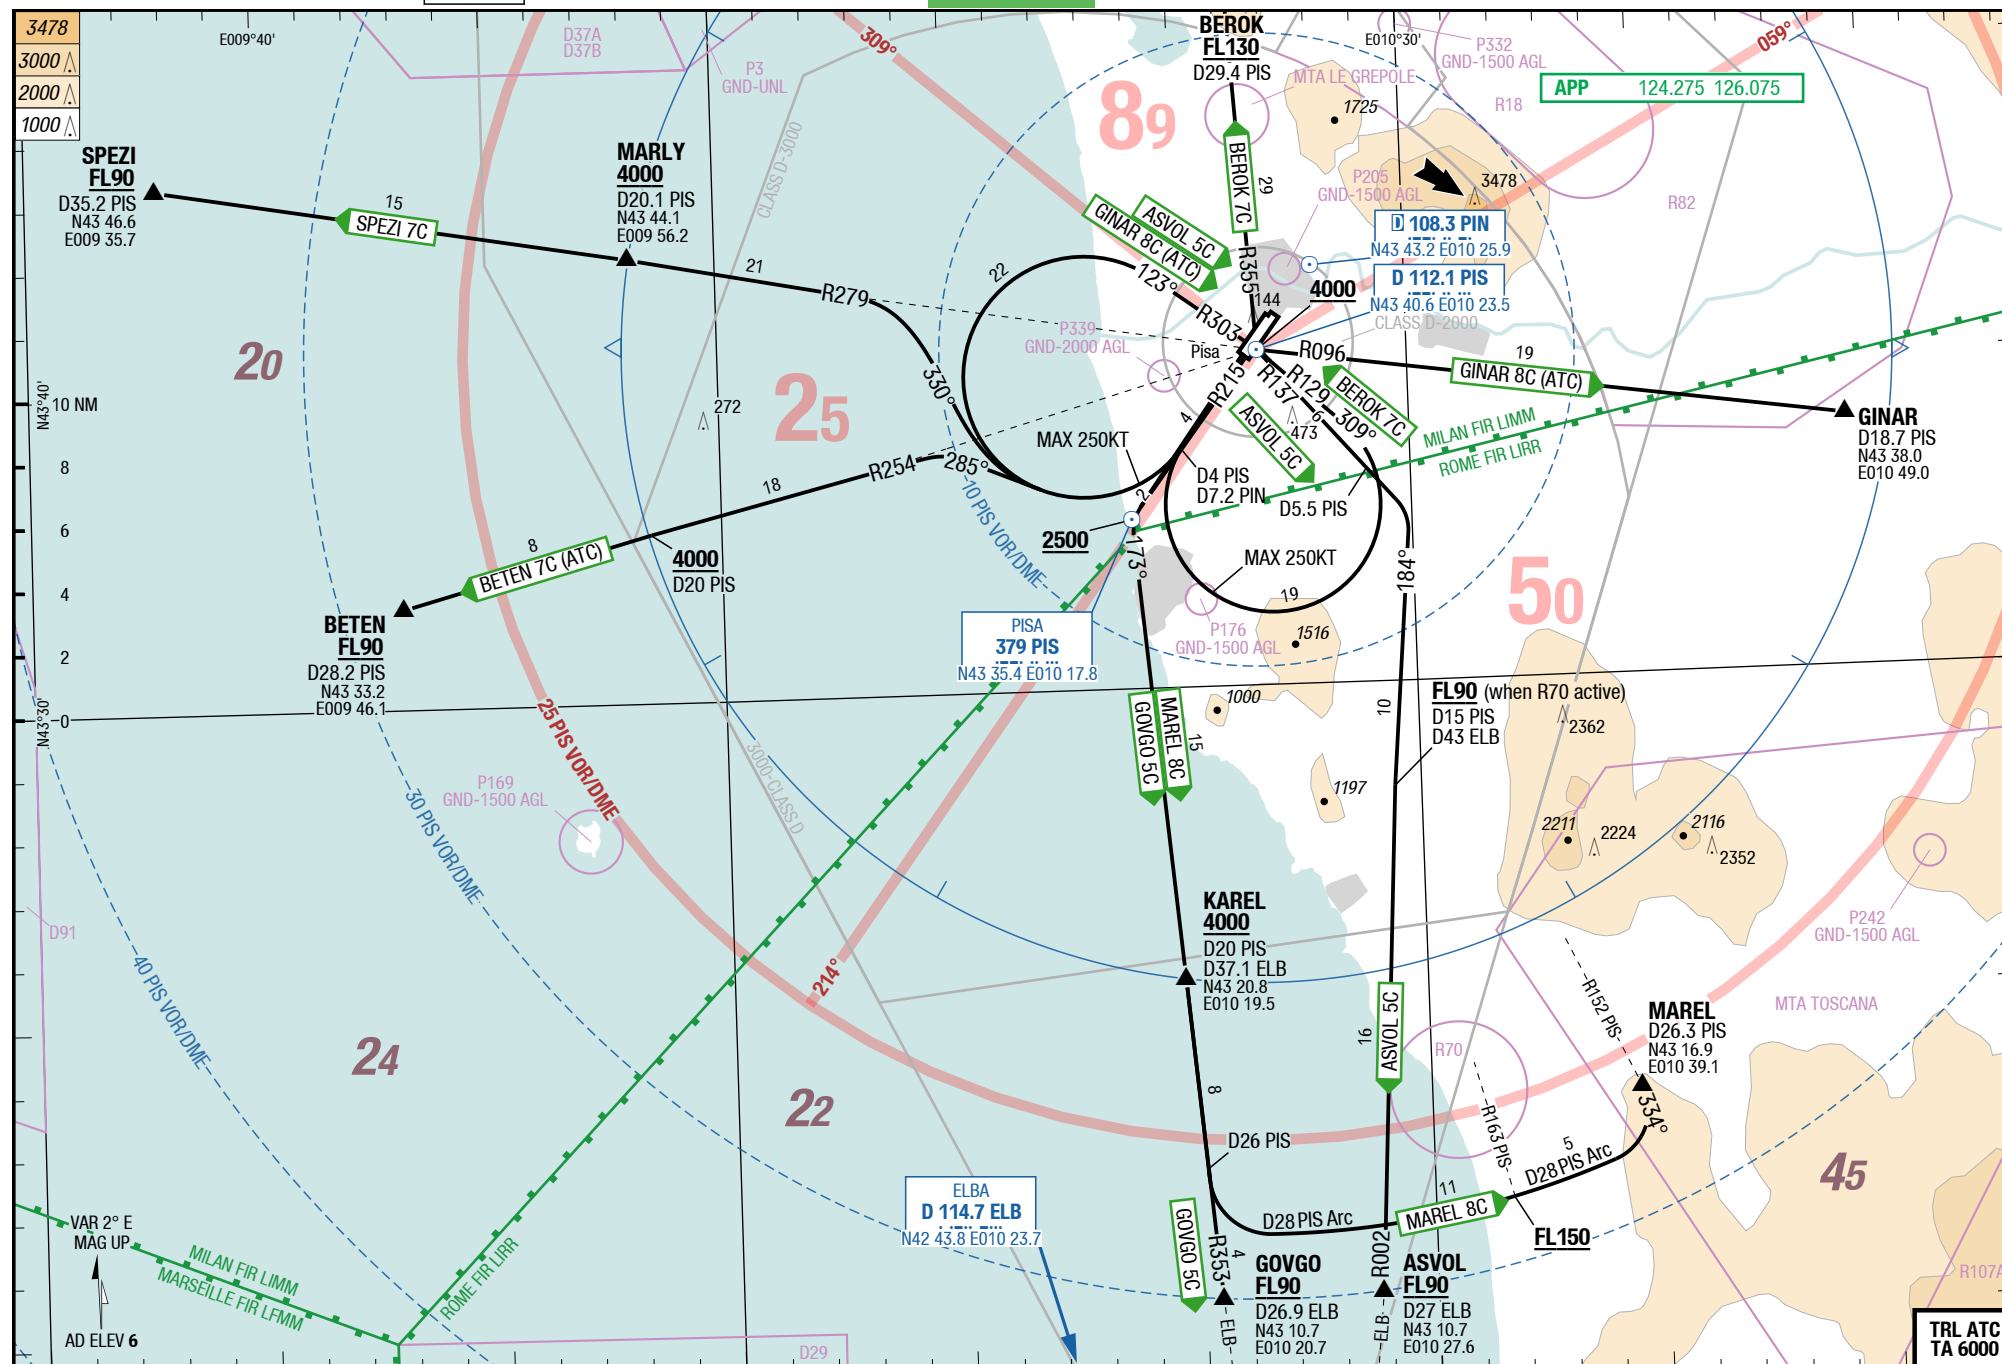 3478
3000
2000
1000
E009°40'
D37A
D37B
P3
GND-UNL
309°
BEROK
FL130
D29.4 PIS
E010°30'
P332
GND-1500 AGL
059°
MTA LE GREPOLE
R18
APP 124.275 126.075
89
1725
CLASS D-3000
SPEZI
FL90
D35.2 PIS
N43 46.6
E009 35.7
MARLY
4000
D20.1 PIS
N43 44.1
E009 56.2
15
SPEZI 7C
21
R279
22
GINAR 8C (ATC)
ASVOL 5C
BEROK 7C
29
P205
GND-1500 AGL
3478
R82
D 108.3 PIN
N43 43.2 E010 25.9
D 112.1 PIS
N43 40.6 E010 23.5
123°
R355
R303
144
4000
CLASS D-2000
P339
GND-2000 AGL
Pisa
R096
19
GINAR 8C (ATC)
GINAR
D18.7 PIS
N43 38.0
E010 49.0
20
25
272
330°
R215
R137
R129
309°
6
BEROK 7C
ASVOL 5C
473
MILAN FIR LIMM
ROME FIR LIRR
N43°40'
10 NM
8
6
4
2
0
N43°30'
MAX 250KT
4
2
D4 PIS
D7.2 PIN
D5.5 PIS
R254
285°
18
10 PIS VOR/DME
8
BETEN 7C (ATC)
4000
D20 PIS
2500
173°
MAX 250KT
19
184°
50
BETEN
FL90
D28.2 PIS
N43 33.2
E009 46.1
PISA
379 PIS
N43 35.4 E010 17.8
P176
GND-1500 AGL
1516
1000
GOVGO 5C
MAREL 8C
15
10
FL90 (when R70 active)
D15 PIS
D43 ELB
2362
25 PIS VOR/DME
3000-CLASS D
P169
GND-1500 AGL
30 PIS VOR/DME
1197
2211
2224
2116
2352
D91
40 PIS VOR/DME
214°
KAREL
4000
D20 PIS
D37.1 ELB
N43 20.8
E010 19.5
P242
GND-1500 AGL
R152 PIS
MAREL
D26.3 PIS
N43 16.9
E010 39.1
MTA TOSCANA
24
22
16
ASVOL 5C
R70
8
334°
D26 PIS
R163 PIS
5
D28 PIS Arc
45
ELBA
D 114.7 ELB
N42 43.8 E010 23.7
GOVGO 5C
D28 PIS Arc
11
MAREL 8C
FL150
VAR 2° E
MAG UP
AD ELEV 6
MILAN FIR LIMM
MARSEILLE FIR LFMM
ROME FIR LIRR
R353
4
GOVGO
FL90
D26.9 ELB
N43 10.7
E010 20.7
ELB
R002
ASVOL
FL90
D27 ELB
N43 10.7
E010 27.6
ELB
R107A
D29
TRL ATC
TA 6000